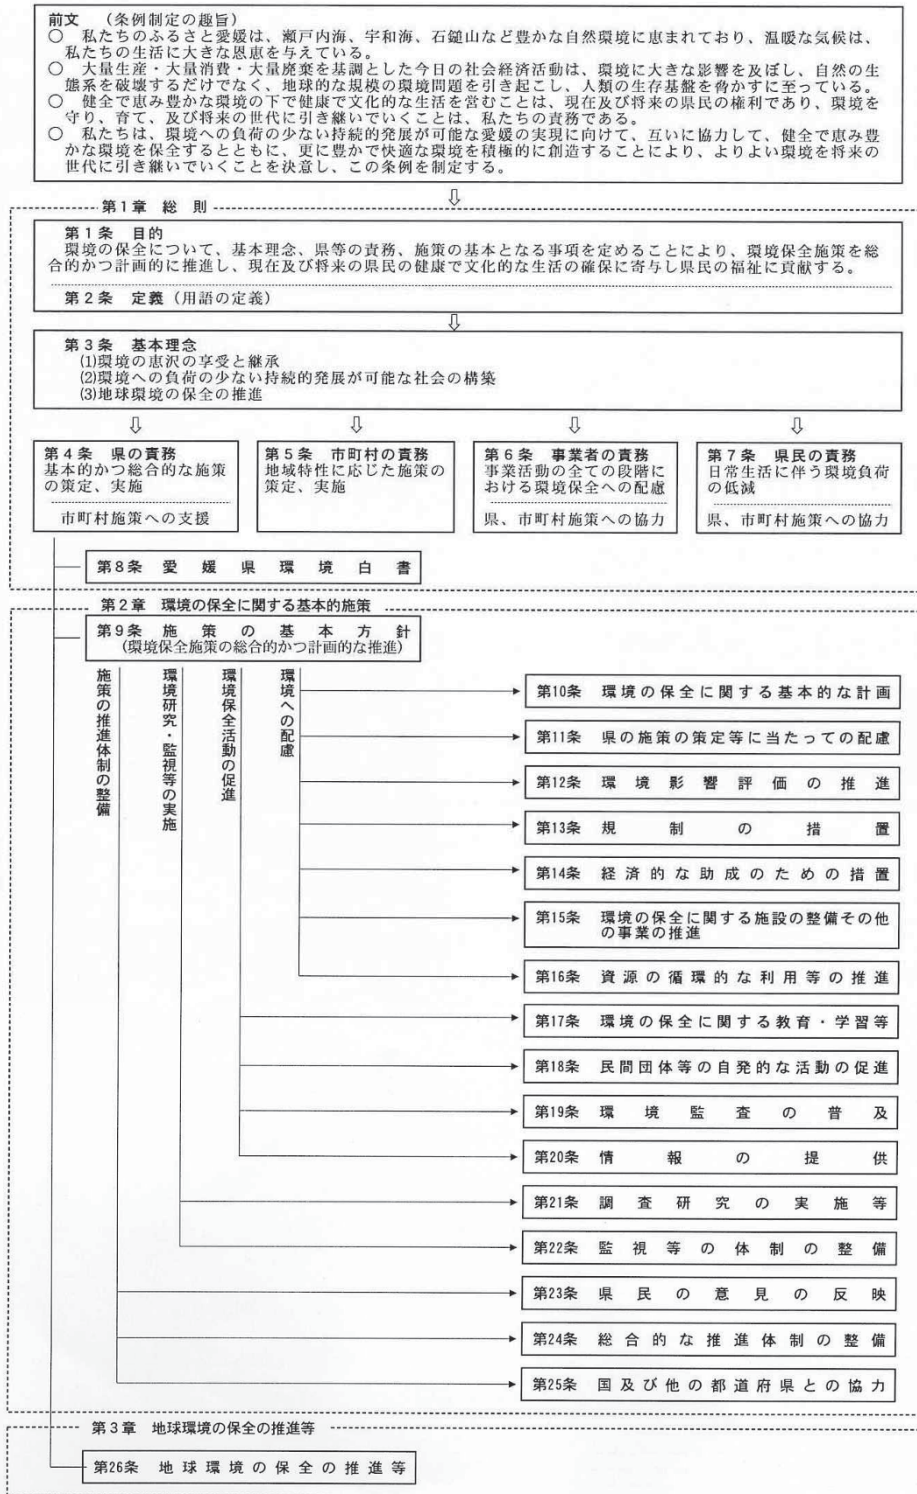 前文 (条例制定の趣旨)
○ 私たちのふるさと愛媛は、瀬戸内海、宇和海、石鎚山など豊かな自然環境に恵まれており、温暖な気候は、
私たちの生活に大きな恩恵を与えている。
○ 大量生産・大量消費・大量廃棄を基調とした今日の社会経済活動は、環境に大きな影響を及ぼし、自然の生
態系を破壊するだけでなく、地球的な規模の環境問題を引き起こし、人類の生存基盤を脅かすに至っている。
○ 健全で恵み豊かな環境の下で健康で文化的な生活を営むことは、現在及び将来の県民の権利であり、環境を
守り、育て、及び将来の世代に引き継いでいくことは、私たちの責務である。
○ 私たちは、環境への負荷の少ない持続的発展が可能な愛媛の実現に向けて、互いに協力して、健全で恵み豊
かな環境を保全するとともに、更に豊かで快適な環境を積極的に創造することにより、よりよい環境を将来の
世代に引き継いでいくことを決意し、この条例を制定する。
第1章 総則
第1条 目的
環境の保全について、基本理念、県等の責務、施策の基本となる事項を定めることにより、環境保全施策を総
合的かつ計画的に推進し、現在及び将来の県民の健康で文化的な生活の確保に寄与し県民の福祉に貢献する。
第2条 定義(用語の定義)
第3条 基本理念
(1)環境の恵沢の享受と継承
(2)環境への負荷の少ない持続的発展が可能な社会の構築
(3)地球環境の保全の推進
第4条 県の責務
基本的かつ総合的な施策
の策定、実施
市町村施策への支援
第5条 市町村の責務
地域特性に応じた施策の
策定、実施
第6条 事業者の責務
事業活動の全ての段階に
おける環境保全への配慮
県、市町村施策への協力
第7条 県民の責務
日常生活に伴う環境負荷
の低減
県、市町村施策への協力
第8条 愛媛県環境白書
第2章 環境の保全に関する基本的施策
第9条 施策の基本方針
(環境保全施策の総合的かつ計画的な推進)
環境への配慮
環境保全活動の促進
環境研究・監視等の実施
施策の推進体制の整備
第10条 環境の保全に関する基本的な計画
第11条 県の施策の策定等に当たっての配慮
第12条 環境影響評価の推進
第13条 規制の措置
第14条 経済的な助成のための措置
第15条 環境の保全に関する施設の整備その他
の事業の推進
第16条 資源の循環的な利用等の推進
第17条 環境の保全に関する教育・学習等
第18条 民間団体等の自発的な活動の促進
第19条 環境監査の普及
第20条 情報の提供
第21条 調査研究の実施等
第22条 監視等の体制の整備
第23条 県民の意見の反映
第24条 総合的な推進体制の整備
第25条 国及び他の都道府県との協力
第3章 地球環境の保全の推進等
第26条 地球環境の保全の推進等